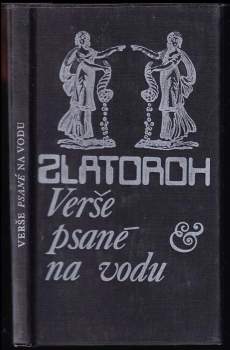 VERŠE PSANÉ NA VODU
ZLATOROH
Verše
psané &
na vodu